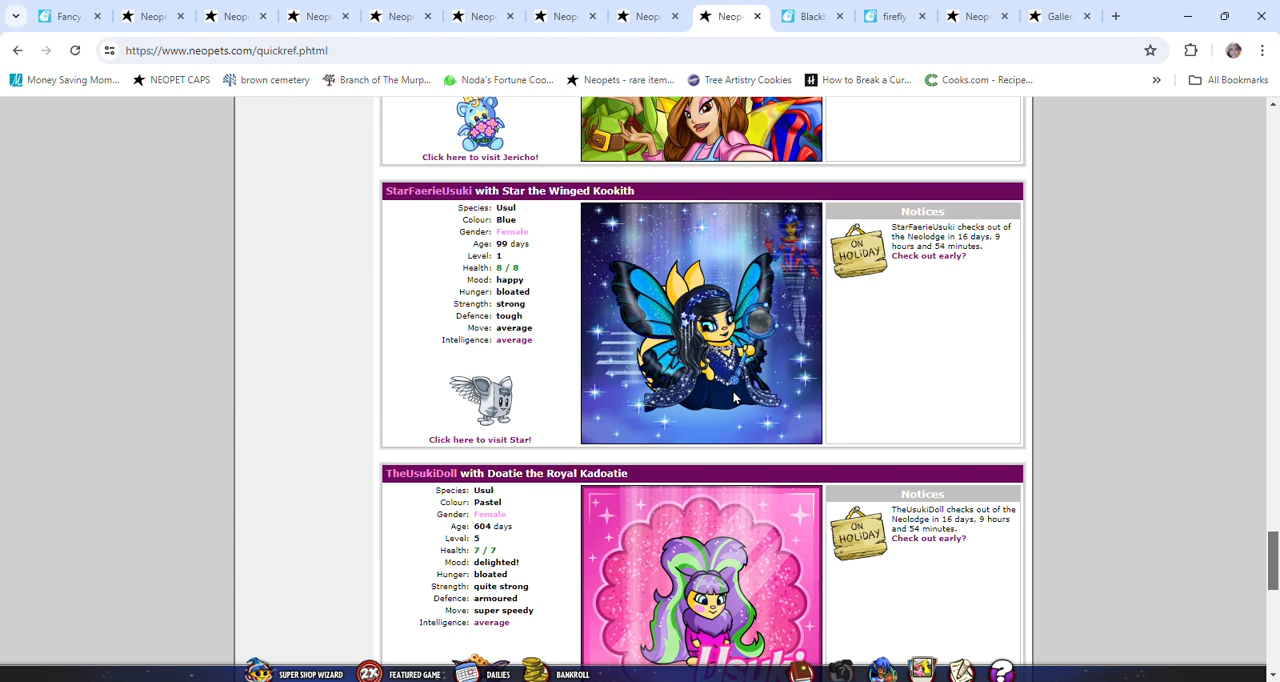 Fancy
Neop
Neop
Neop
Neop
Neop
Neop
Neop
Neop
Black
firefly
Neop
Galler
https://www.neopets.com/quickref.phtml
Money Saving Mom...
NEOPET CAPS
brown cemetery
Branch of The Murp...
Noda's Fortune Coo...
Neopets - rare item...
Tree Artistry Cookies
How to Break a Cur...
Cooks.com - Recipe...
All Bookmarks
Click here to visit Jericho!
StarFaerieUsuki with Star the Winged Kookith
Species: Usul
Colour: Blue
Gender: Female
Age: 99 days
Level: 1
Health: 8 / 8
Mood: happy
Hunger: bloated
Strength: strong
Defence: tough
Move: average
Intelligence: average
Click here to visit Star!
Notices
ON
HOLIDAY
StarFaerieUsuki checks out of
the Neolodge in 16 days, 9
hours and 54 minutes.
Check out early?
TheUsukiDoll with Doatie the Royal Kadoatie
Species: Usul
Colour: Pastel
Gender: Female
Age: 604 days
Level: 5
Health: 7 / 7
Mood: delighted!
Hunger: bloated
Strength: quite strong
Defence: armoured
Move: super speedy
Intelligence: average
Usuki
Notices
ON
HOLIDAY
TheUsukiDoll checks out of the
Neolodge in 16 days, 9 hours
and 54 minutes.
Check out early?
SUPER SHOP WIZARD
2X
FEATURED GAME
DAILIES
BANKROLL
?